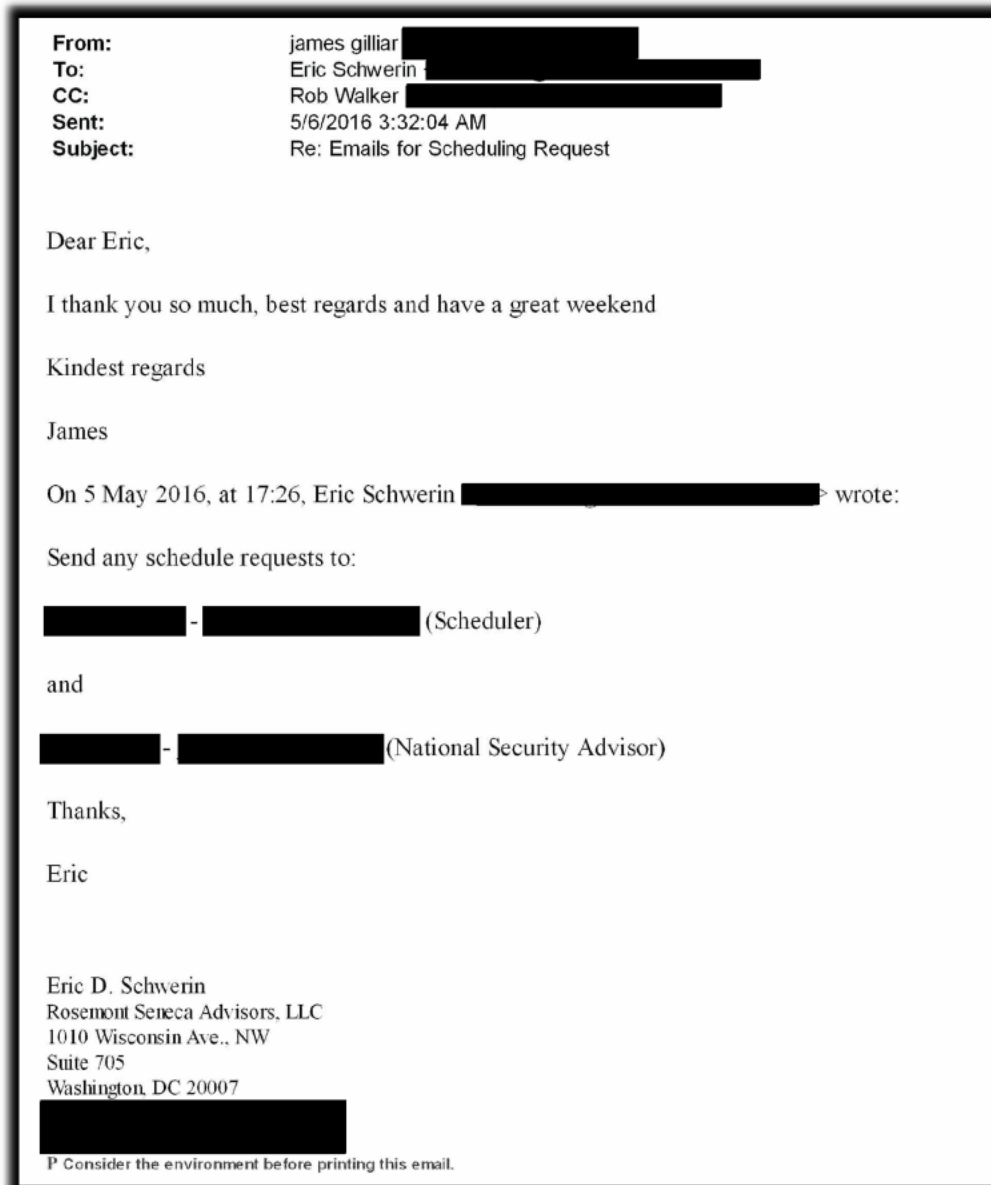 From: james gilliar
To: Eric Schwerin
CC: Rob Walker
Sent: 5/6/2016 3:32:04 AM
Subject: Re: Emails for Scheduling Request
Dear Eric,
I thank you so much, best regards and have a great weekend
Kindest regards
James
On 5 May 2016, at 17:26, Eric Schwerin > wrote:
Send any schedule requests to:
- (Scheduler)
and
- (National Security Advisor)
Thanks,
Eric
Eric D. Schwerin
Rosemont Seneca Advisors, LLC
1010 Wisconsin Ave., NW
Suite 705
Washington, DC 20007
P Consider the environment before printing this email.